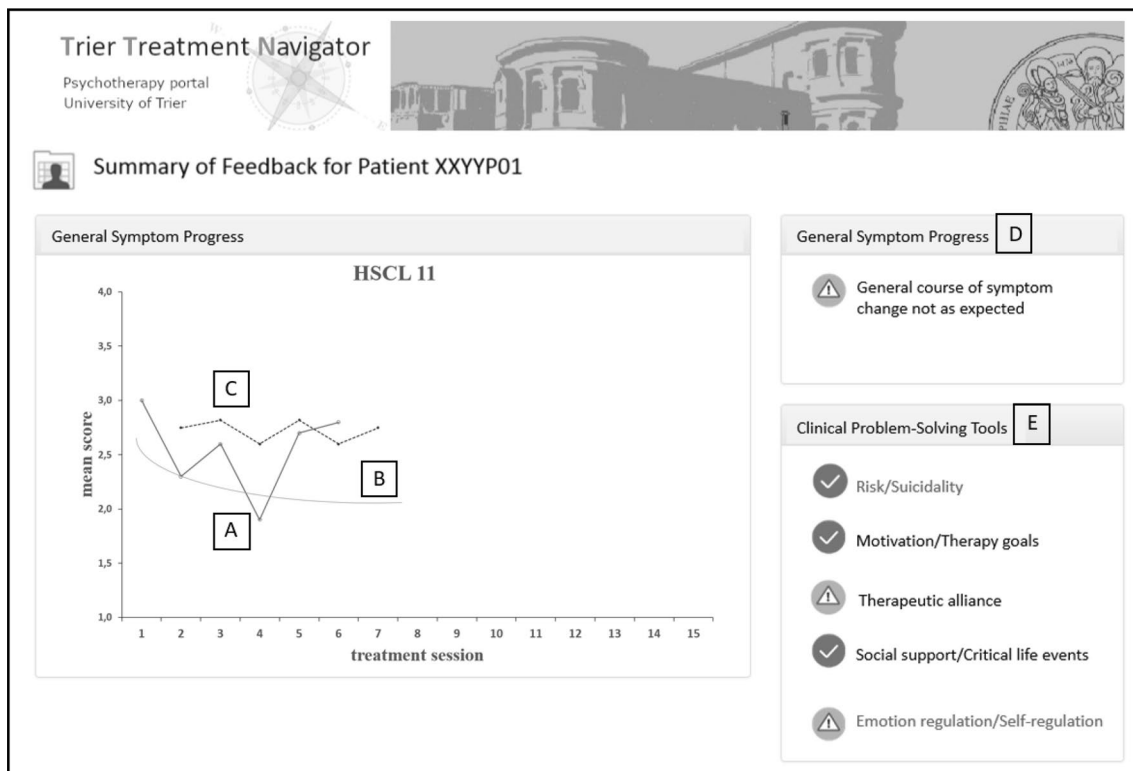 Trier Treatment Navigator
Psychotherapy portal
University of Trier
Summary of Feedback for Patient XXYYP01
General Symptom Progress
HSCL 11
4,0
3,5
3,0
2,5
2,0
1,5
1,0
mean score
C
B
A
1 2 3 4 5 6 7 8 9 10 11 12 13 14 15
treatment session
General Symptom Progress D
General course of symptom
change not as expected
Clinical Problem-Solving Tools E
Risk/Suicidality
Motivation/Therapy goals
Therapeutic alliance
Social support/Critical life events
Emotion regulation/Self-regulation